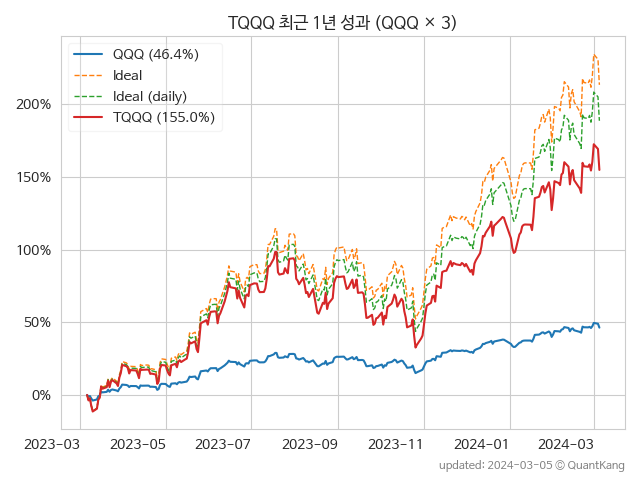 TQQQ 최근 1년 성과 (QQQ × 3)
QQQ (46.4%)
Ideal
Ideal (daily)
TQQQ (155.0%)
200%
150%
100%
50%
0%
2023-03 2023-05 2023-07 2023-09 2023-11 2024-01 2024-03
updated: 2024-03-05 © QuantKang